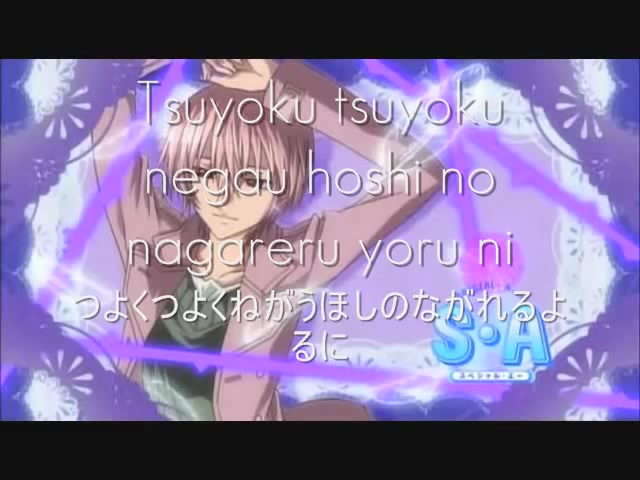 Tsuyoku tsuyoku
negau hoshi no
nagareru yoru ni
つよくつよくねがうほしのながれるよ
るに
S・A